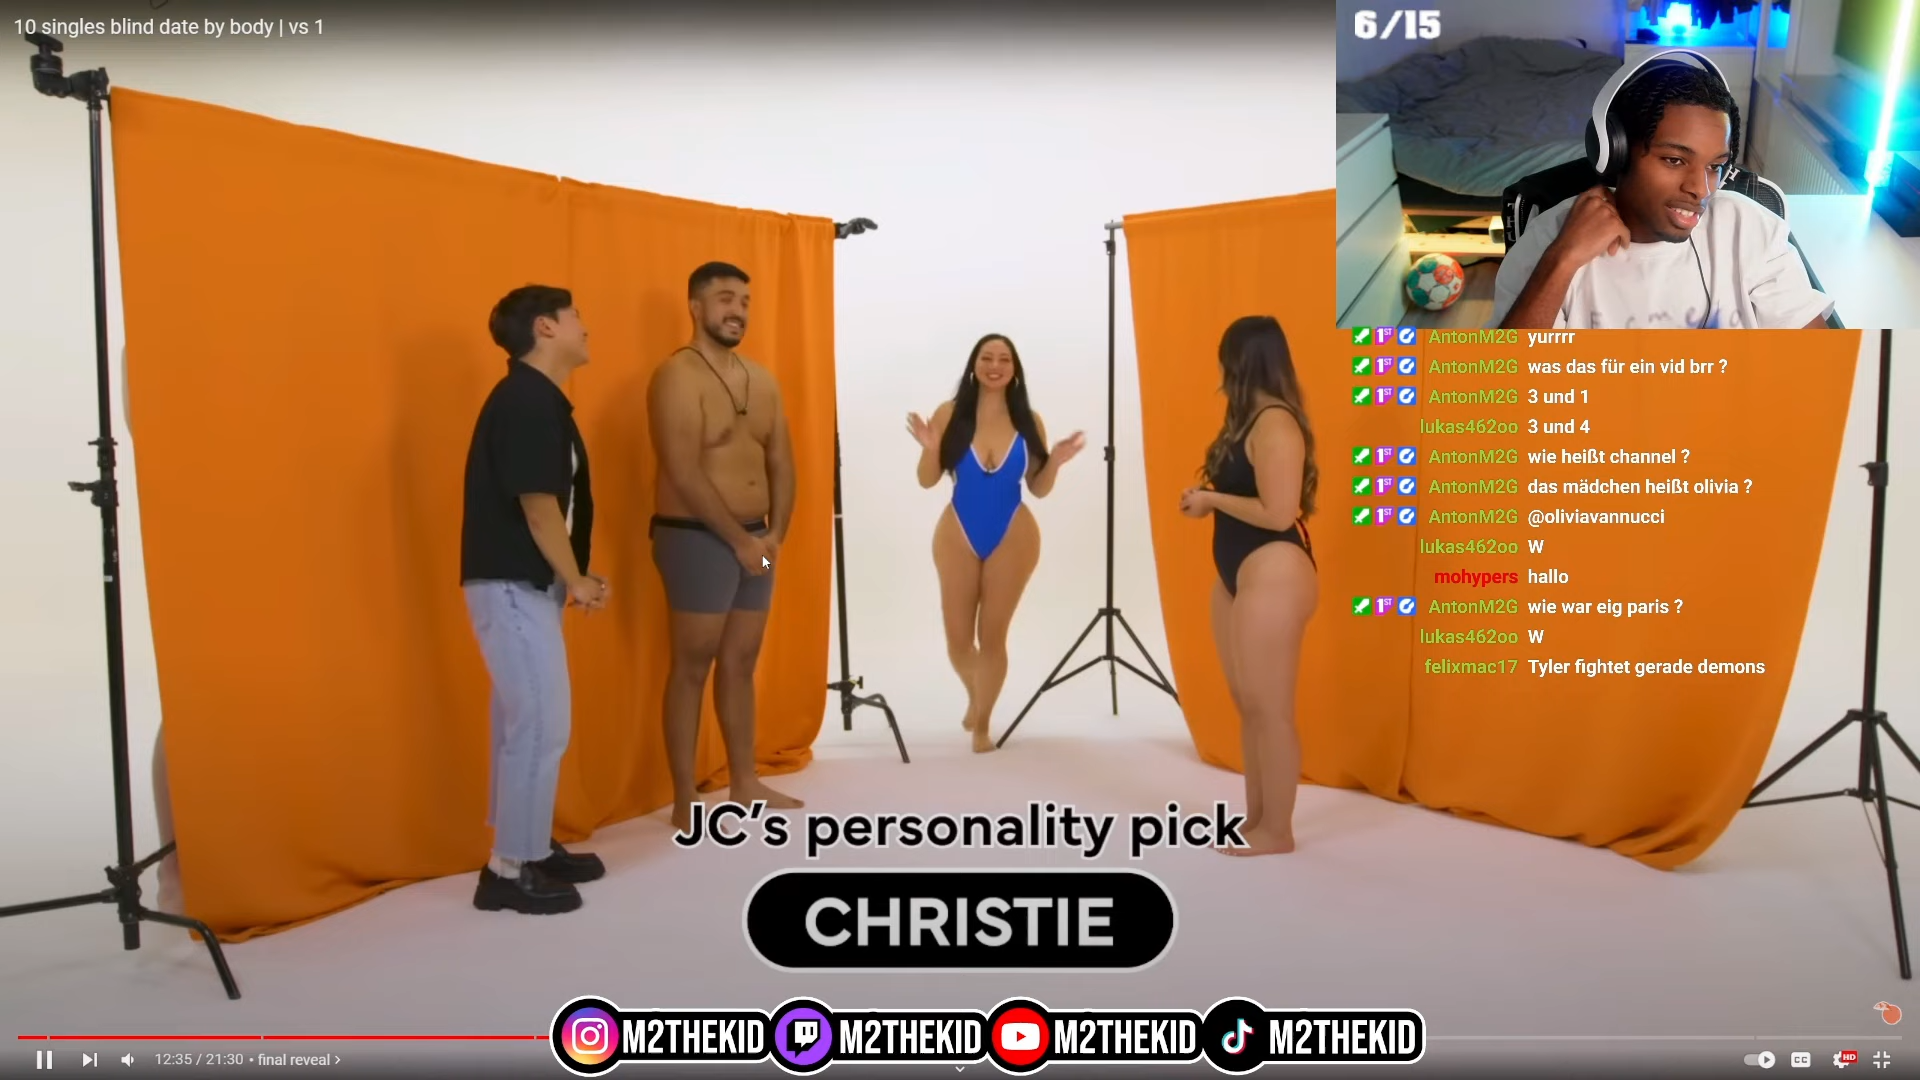 10 singles blind date by body | vs 1
6/15
AntonM2G yurrrr
AntonM2G was das für ein vid brr ?
AntonM2G 3 und 1
lukas462oo 3 und 4
AntonM2G wie heißt channel ?
AntonM2G das mädchen heißt olivia ?
AntonM2G @oliviavannucci
lukas462oo W
mohypers hallo
AntonM2G wie war eig paris ?
lukas462oo W
felixmac17 Tyler fightet gerade demons
JC's personality pick
CHRISTIE
M2THEKID M2THEKID M2THEKID M2THEKID
12:35 / 21:30 • final reveal >
CC HD